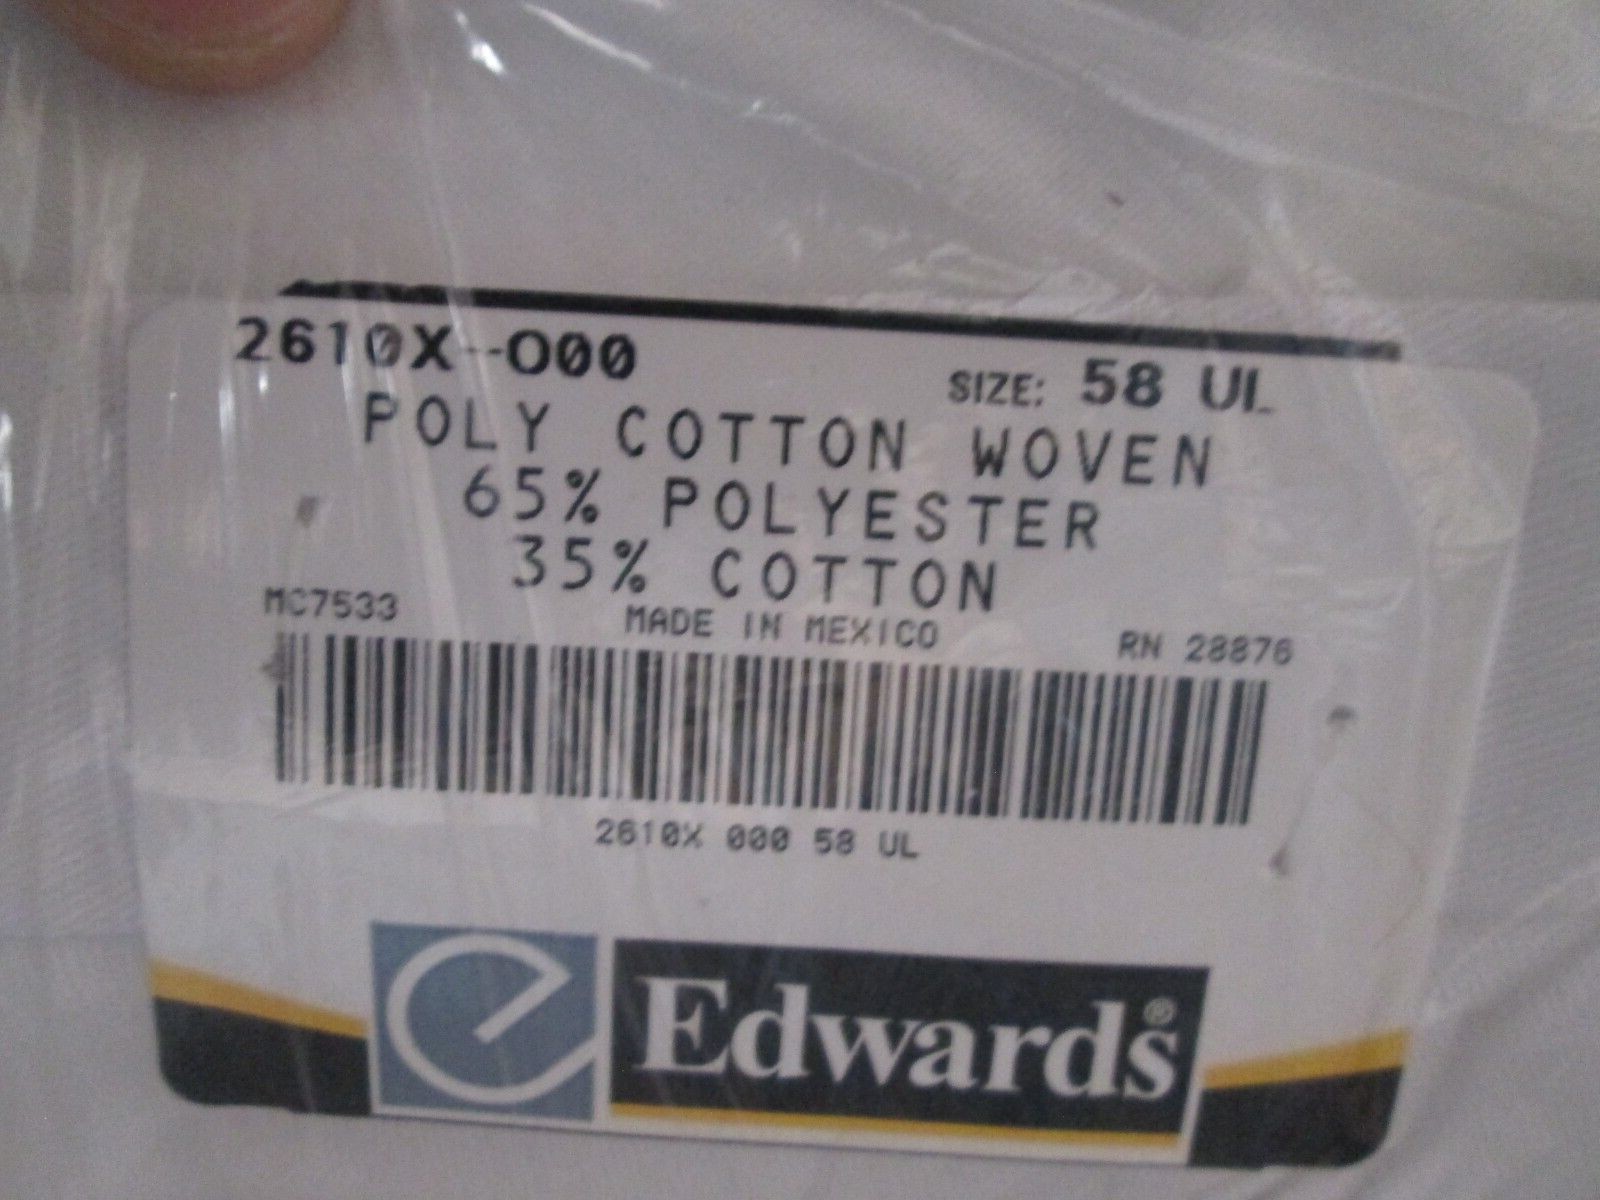 2610X--000
SIZE: 58 UL
POLY COTTON WOVEN
65% POLYESTER
35% COTTON
MC7533
MADE IN MEXICO
RN 28876
2610X 000 58 UL
e Edwards®